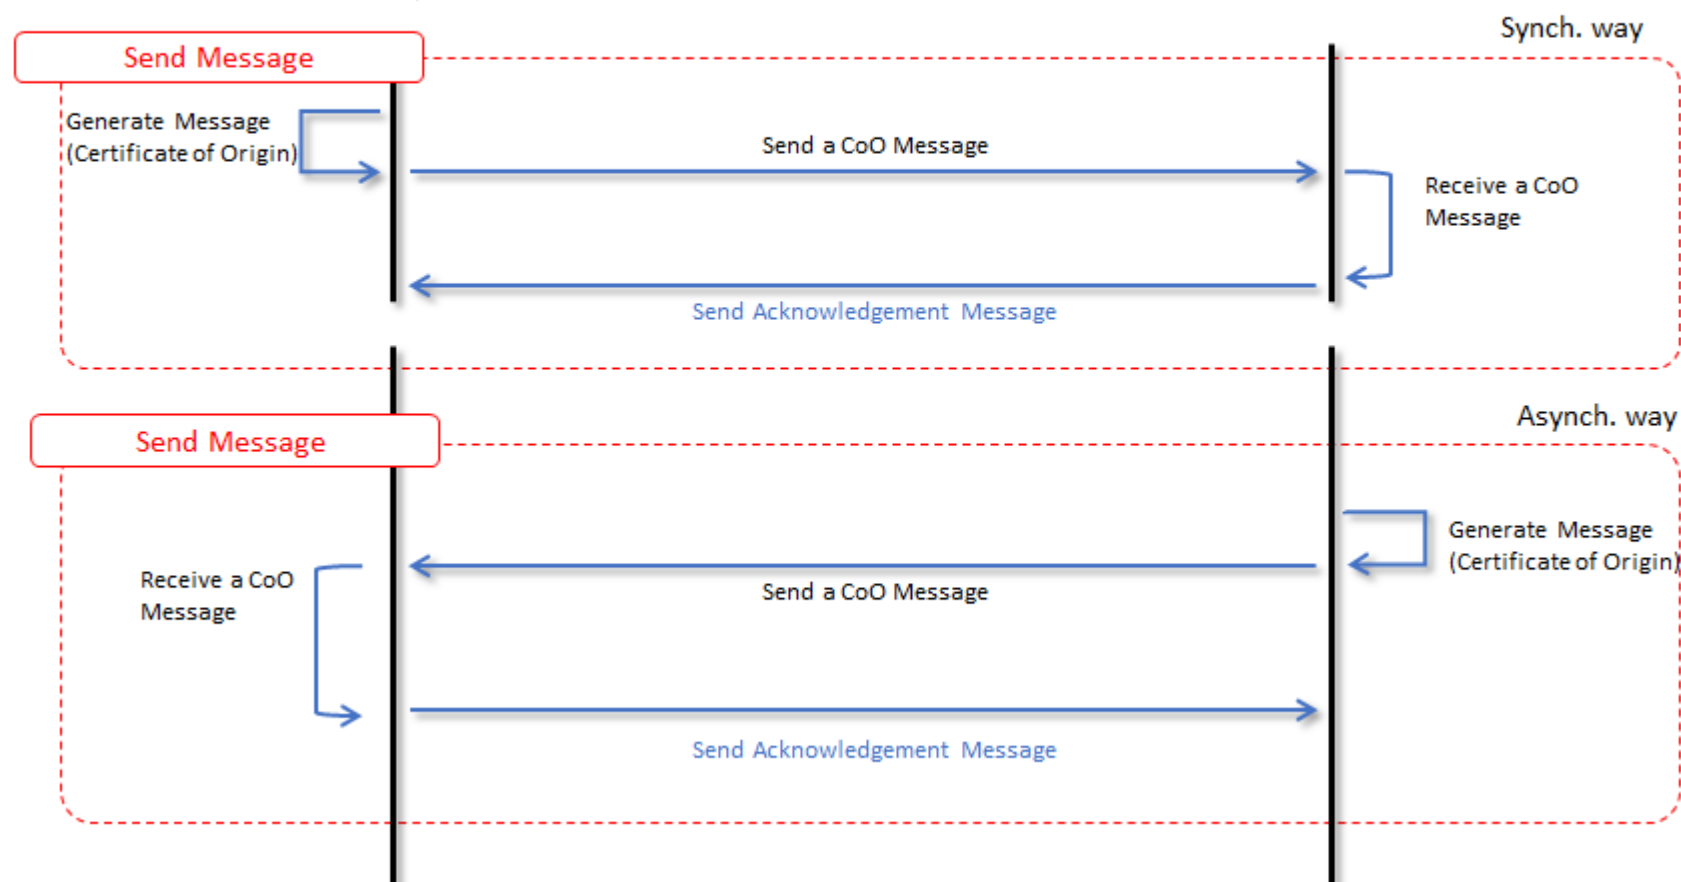 Synch. way
Send Message
Generate Message
(Certificate of Origin)
Send a CoO Message
Receive a CoO
Message
Send Acknowledgement Message
Asynch. way
Send Message
Generate Message
(Certificate of Origin)
Receive a CoO
Message
Send a CoO Message
Send Acknowledgement Message